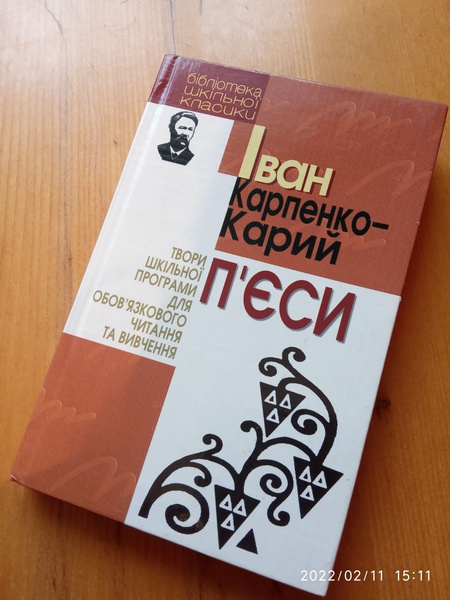 бібліотека
шкільної
класики
Іван
Карпенко-
Карий
П'ЄСИ
ТВОРИ
ШКІЛЬНОЇ
ПРОГРАМИ
ДЛЯ
ОБОВ'ЯЗКОВОГО
ЧИТАННЯ
ТА ВИВЧЕННЯ
2022/02/11 15:11